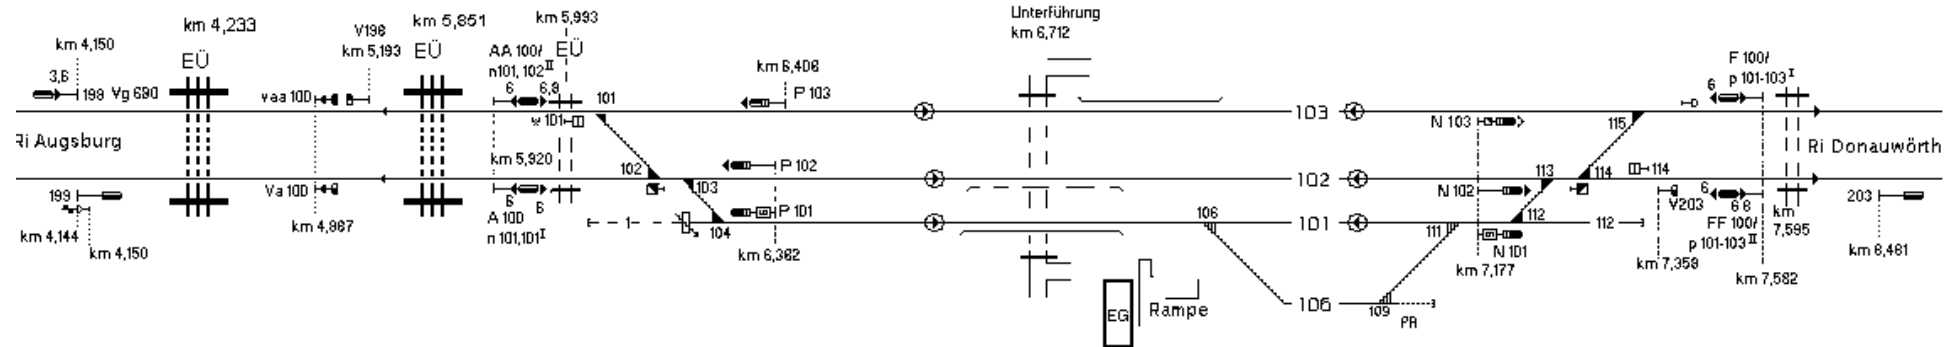 km 4,150
3,6
199 Vg 690
km 4,233
EÜ
V198
km 5,193
vaa 100
km 5,851
EÜ
AA 100/
n101, 102 II
6 6,9
km 5,993
EÜ
w 101
101
km 6,406
P 103
Unterführung
km 6,712
103
N 103
115
F 100/
p 101-103 I
6
Ri Augsburg
Ri Donauwörth
km 5,920
102
103
P 102
102
N 102
113
114
114
199
km 4,144
km 4,150
Va 100
km 4,967
6 6
A 100
n 101,101 I
1
104
P 101
km 6,362
106
101
111
112
112
N 101
km 7,177
V203
km 7,359
6
6 8
FF 100/
p 101-103 II
km 7,582
km
7,595
203
km 8,481
EG
Rampe
106
109
PR